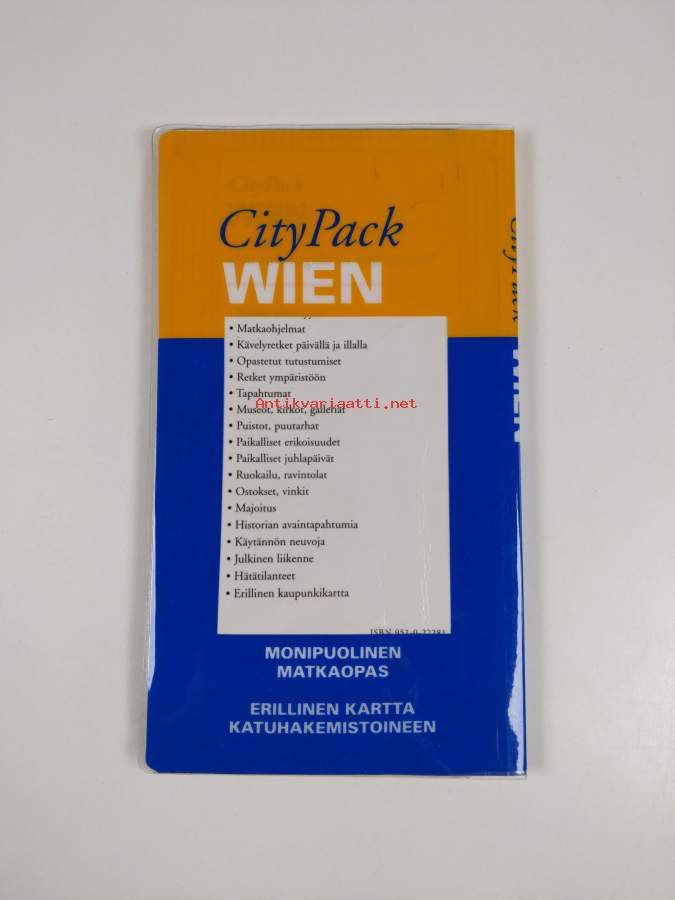 CityPack
WIEN
• Matkaohjelmat
• Kävelyretket päivällä ja illalla
• Opastetut tutustumiset
• Retket ympäristöön
• Tapahtumat
Antikvariaatti.net
• Museot, kirkot, galleriat
• Puistot, puutarhat
• Paikalliset erikoisuudet
• Paikalliset juhlapäivät
• Ruokailu, ravintolat
• Ostokset, vinkit
• Majoitus
• Historian avaintapahtumia
• Käytännön neuvoja
• Julkinen liikenne
• Hätätilanteet
• Erillinen kaupunkikartta
MONIPUOLINEN
MATKAOPAS
ERILLINEN KARTTA
KATUHAKEMISTOINEEN
CityPack
WIEN